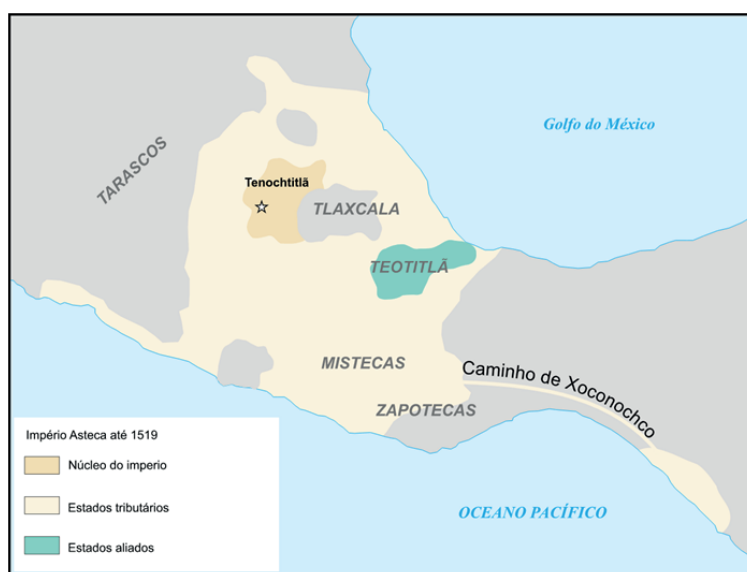 Golfo do México
TARASCOS
Tenochtitlã
TLAXCALA
TEOTITLÃ
MISTECAS
Caminho de Xoconochco
ZAPOTECAS
OCEANO PACÍFICO
Império Asteca até 1519
Núcleo do imperio
Estados tributários
Estados aliados